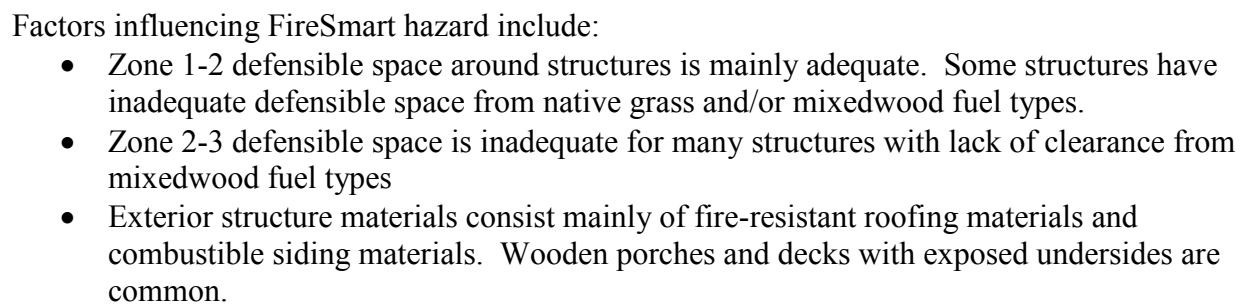 Factors influencing FireSmart hazard include:
• Zone 1-2 defensible space around structures is mainly adequate.  Some structures have
inadequate defensible space from native grass and/or mixedwood fuel types.
• Zone 2-3 defensible space is inadequate for many structures with lack of clearance from
mixedwood fuel types
• Exterior structure materials consist mainly of fire-resistant roofing materials and
combustible siding materials.  Wooden porches and decks with exposed undersides are
common.